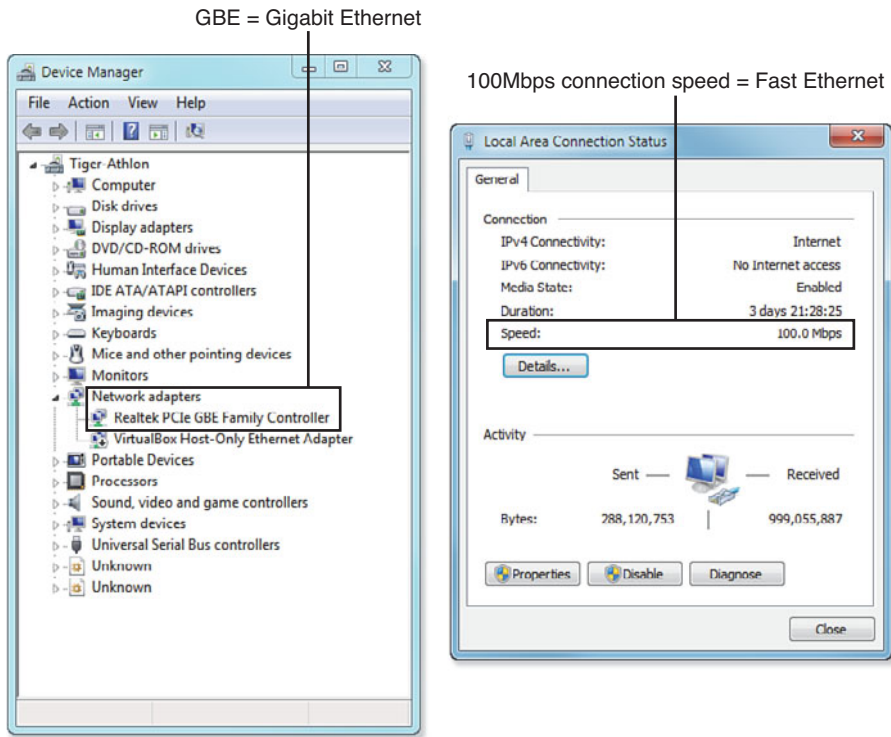 GBE = Gigabit Ethernet
Device Manager
File Action View Help
Tiger-Athlon
Computer
Disk drives
Display adapters
DVD/CD-ROM drives
Human Interface Devices
IDE ATA/ATAPI controllers
Imaging devices
Keyboards
Mice and other pointing devices
Monitors
Network adapters
Realtek PCIe GBE Family Controller
VirtualBox Host-Only Ethernet Adapter
Portable Devices
Processors
Sound, video and game controllers
System devices
Universal Serial Bus controllers
Unknown
Unknown
100Mbps connection speed = Fast Ethernet
Local Area Connection Status
General
Connection
IPv4 Connectivity: Internet
IPv6 Connectivity: No Internet access
Media State: Enabled
Duration: 3 days 21:28:25
Speed: 100.0 Mbps
Details...
Activity
Sent Received
Bytes: 288,120,753 999,055,887
Properties Disable Diagnose
Close